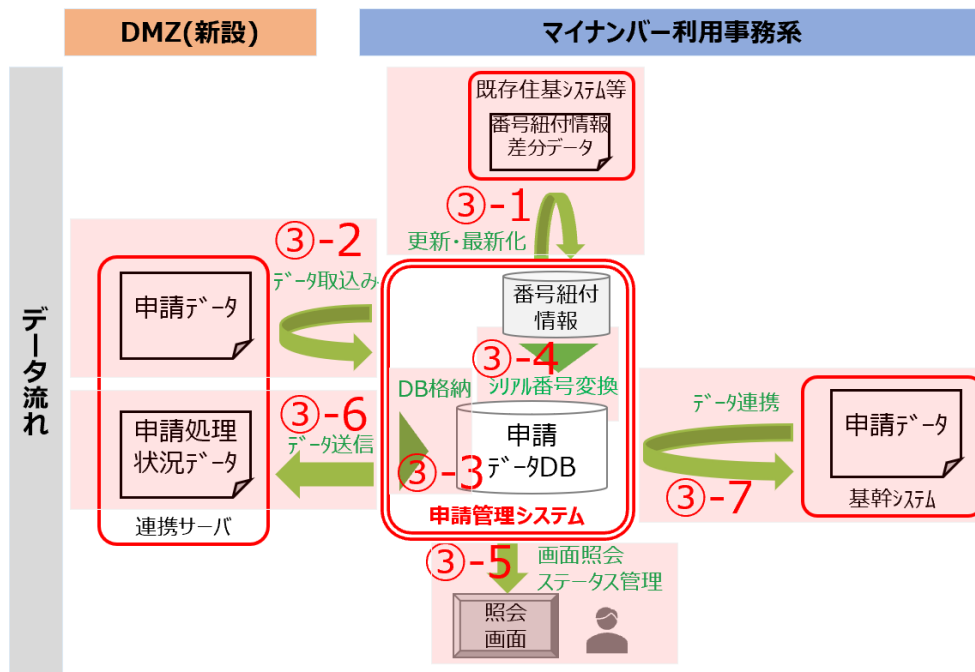 DMZ(新設)
マイナンバー利用事務系
データ流れ
既存住基ｼｽﾃﾑ等
番号紐付情報
差分データ
③-1
更新・最新化
③-2
ﾃﾞｰﾀ取込み
申請ﾃﾞｰﾀ
番号紐付
情報
③-4
ｼﾘｱﾙ番号変換
DB格納
③-3
申請
データDB
申請管理ｼｽﾃﾑ
③-6
ﾃﾞｰﾀ送信
申請処理
状況ﾃﾞｰﾀ
連携サーバ
ﾃﾞｰﾀ連携
③-7
申請ﾃﾞｰﾀ
基幹ｼｽﾃﾑ
③-5
画面照会
ｽﾃｰﾀｽ管理
照会
画面